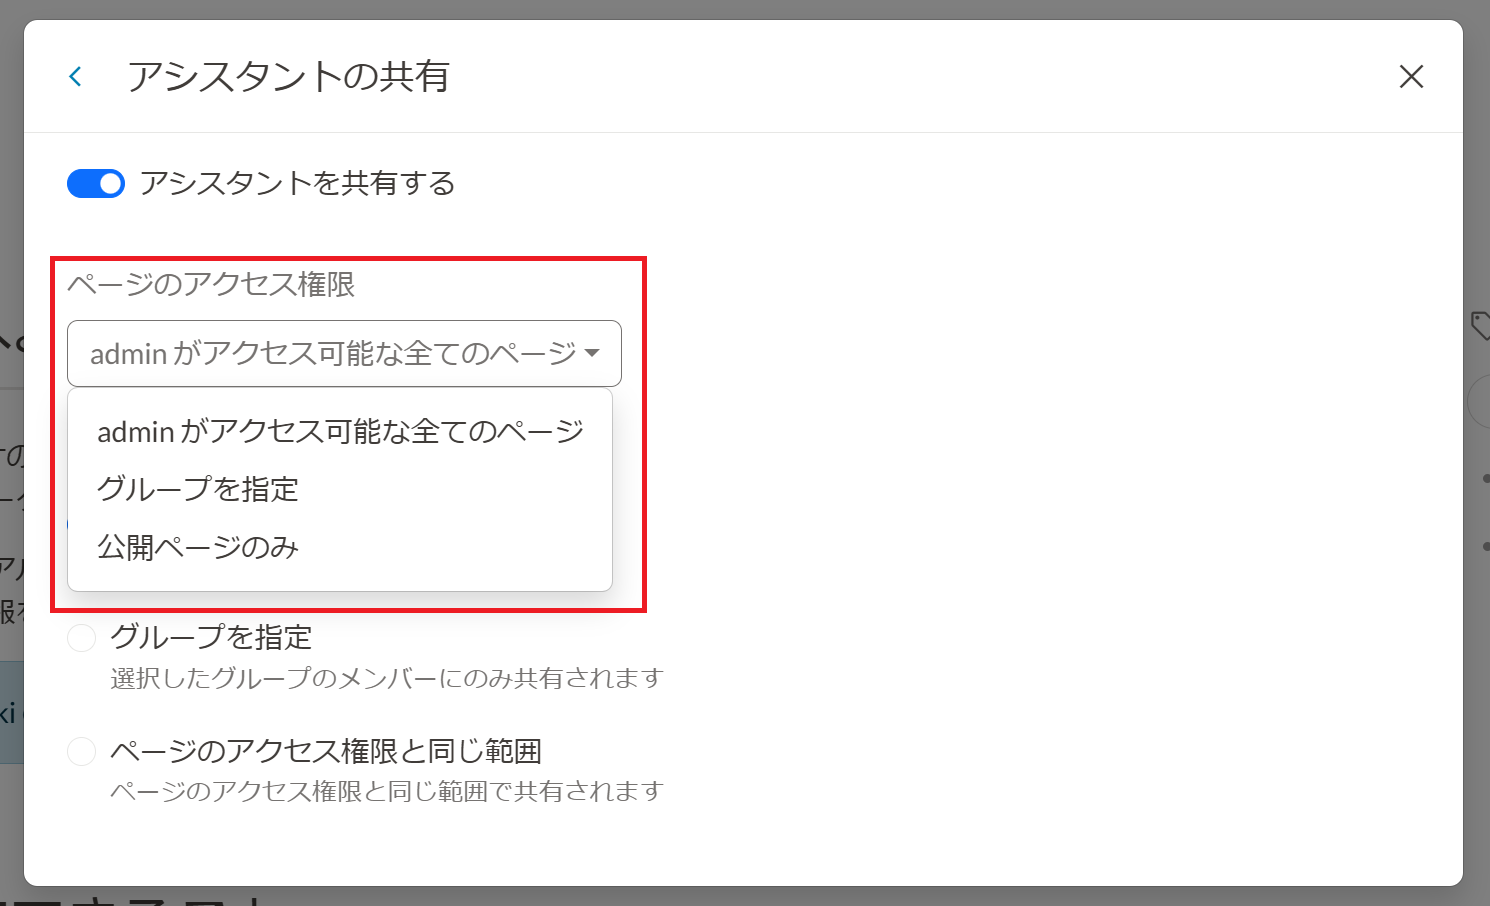 アシスタントの共有
アシスタントを共有する
ページのアクセス権限
admin がアクセス可能な全てのページ
admin がアクセス可能な全てのページ
グループを指定
公開ページのみ
グループを指定
選択したグループのメンバーにのみ共有されます
ページのアクセス権限と同じ範囲
ページのアクセス権限と同じ範囲で共有されます